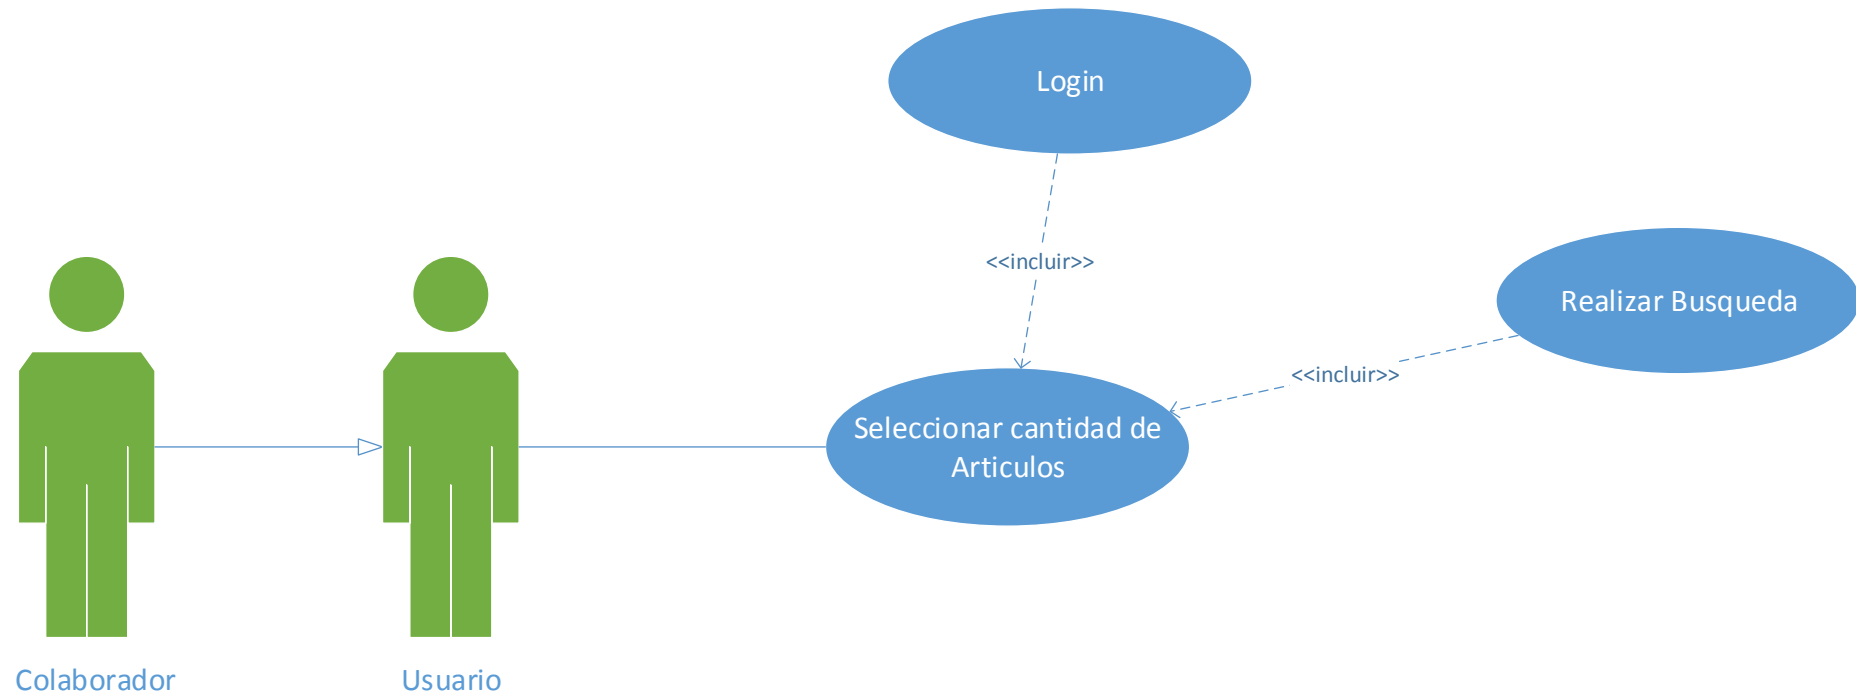 Login
<<incluir>>
Realizar Busqueda
<<incluir>>
Seleccionar cantidad de
Articulos
Colaborador
Usuario